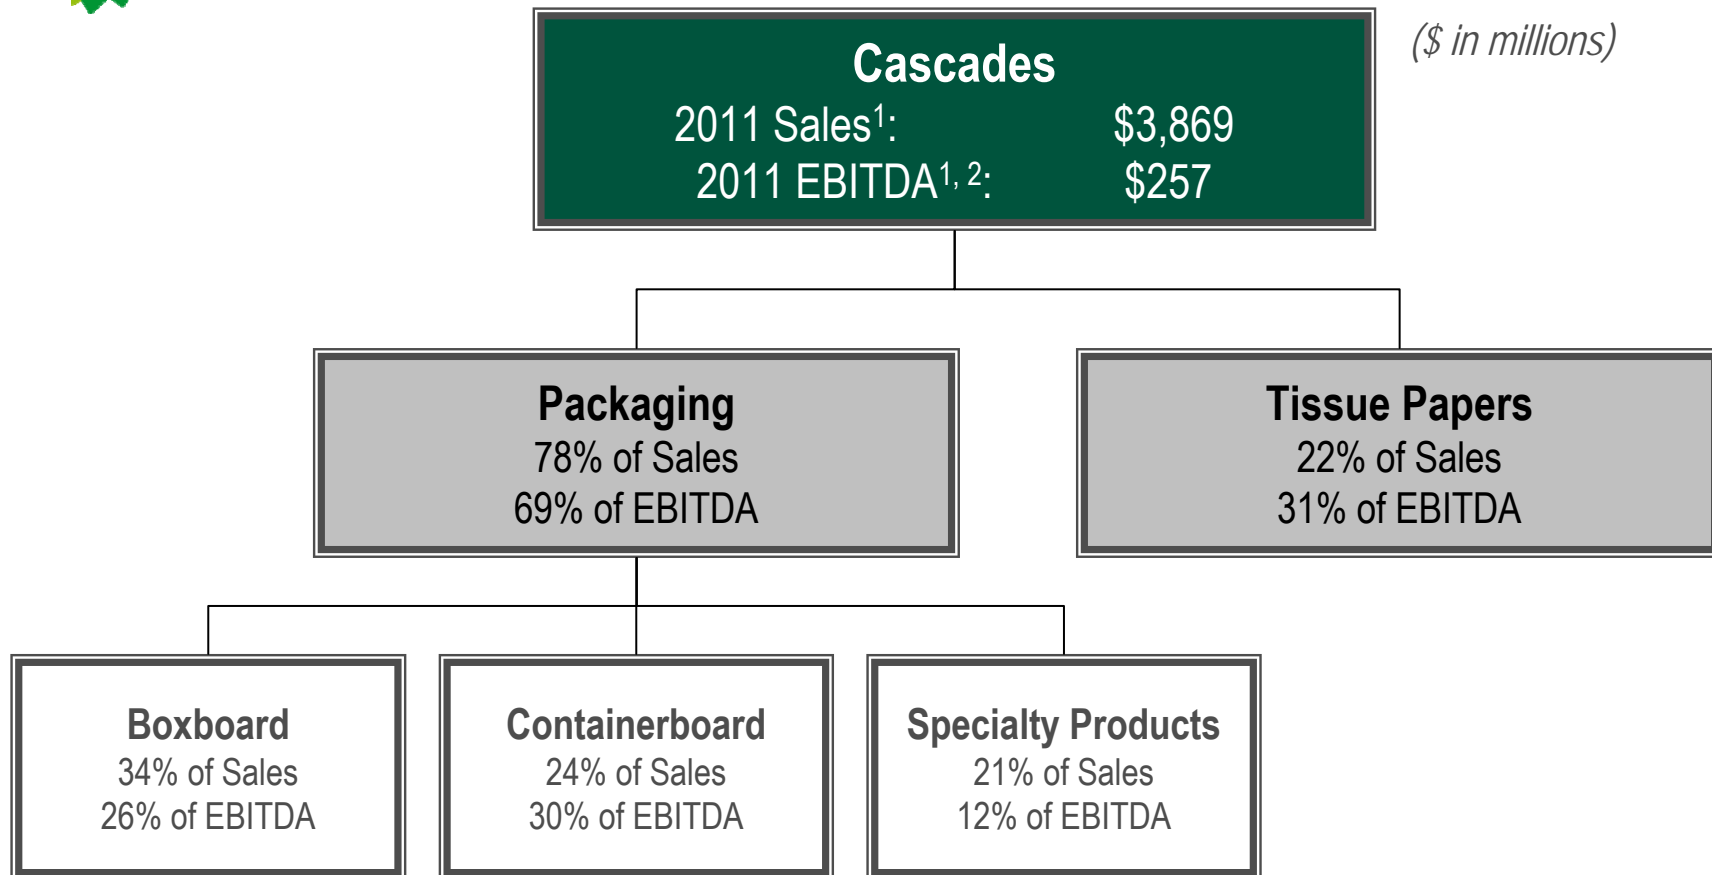 Cascades
($ in millions)
2011 Sales¹: $3,869
2011 EBITDA¹, ²: $257
Packaging
78% of Sales
69% of EBITDA
Tissue Papers
22% of Sales
31% of EBITDA
Boxboard
34% of Sales
26% of EBITDA
Containerboard
24% of Sales
30% of EBITDA
Specialty Products
21% of Sales
12% of EBITDA